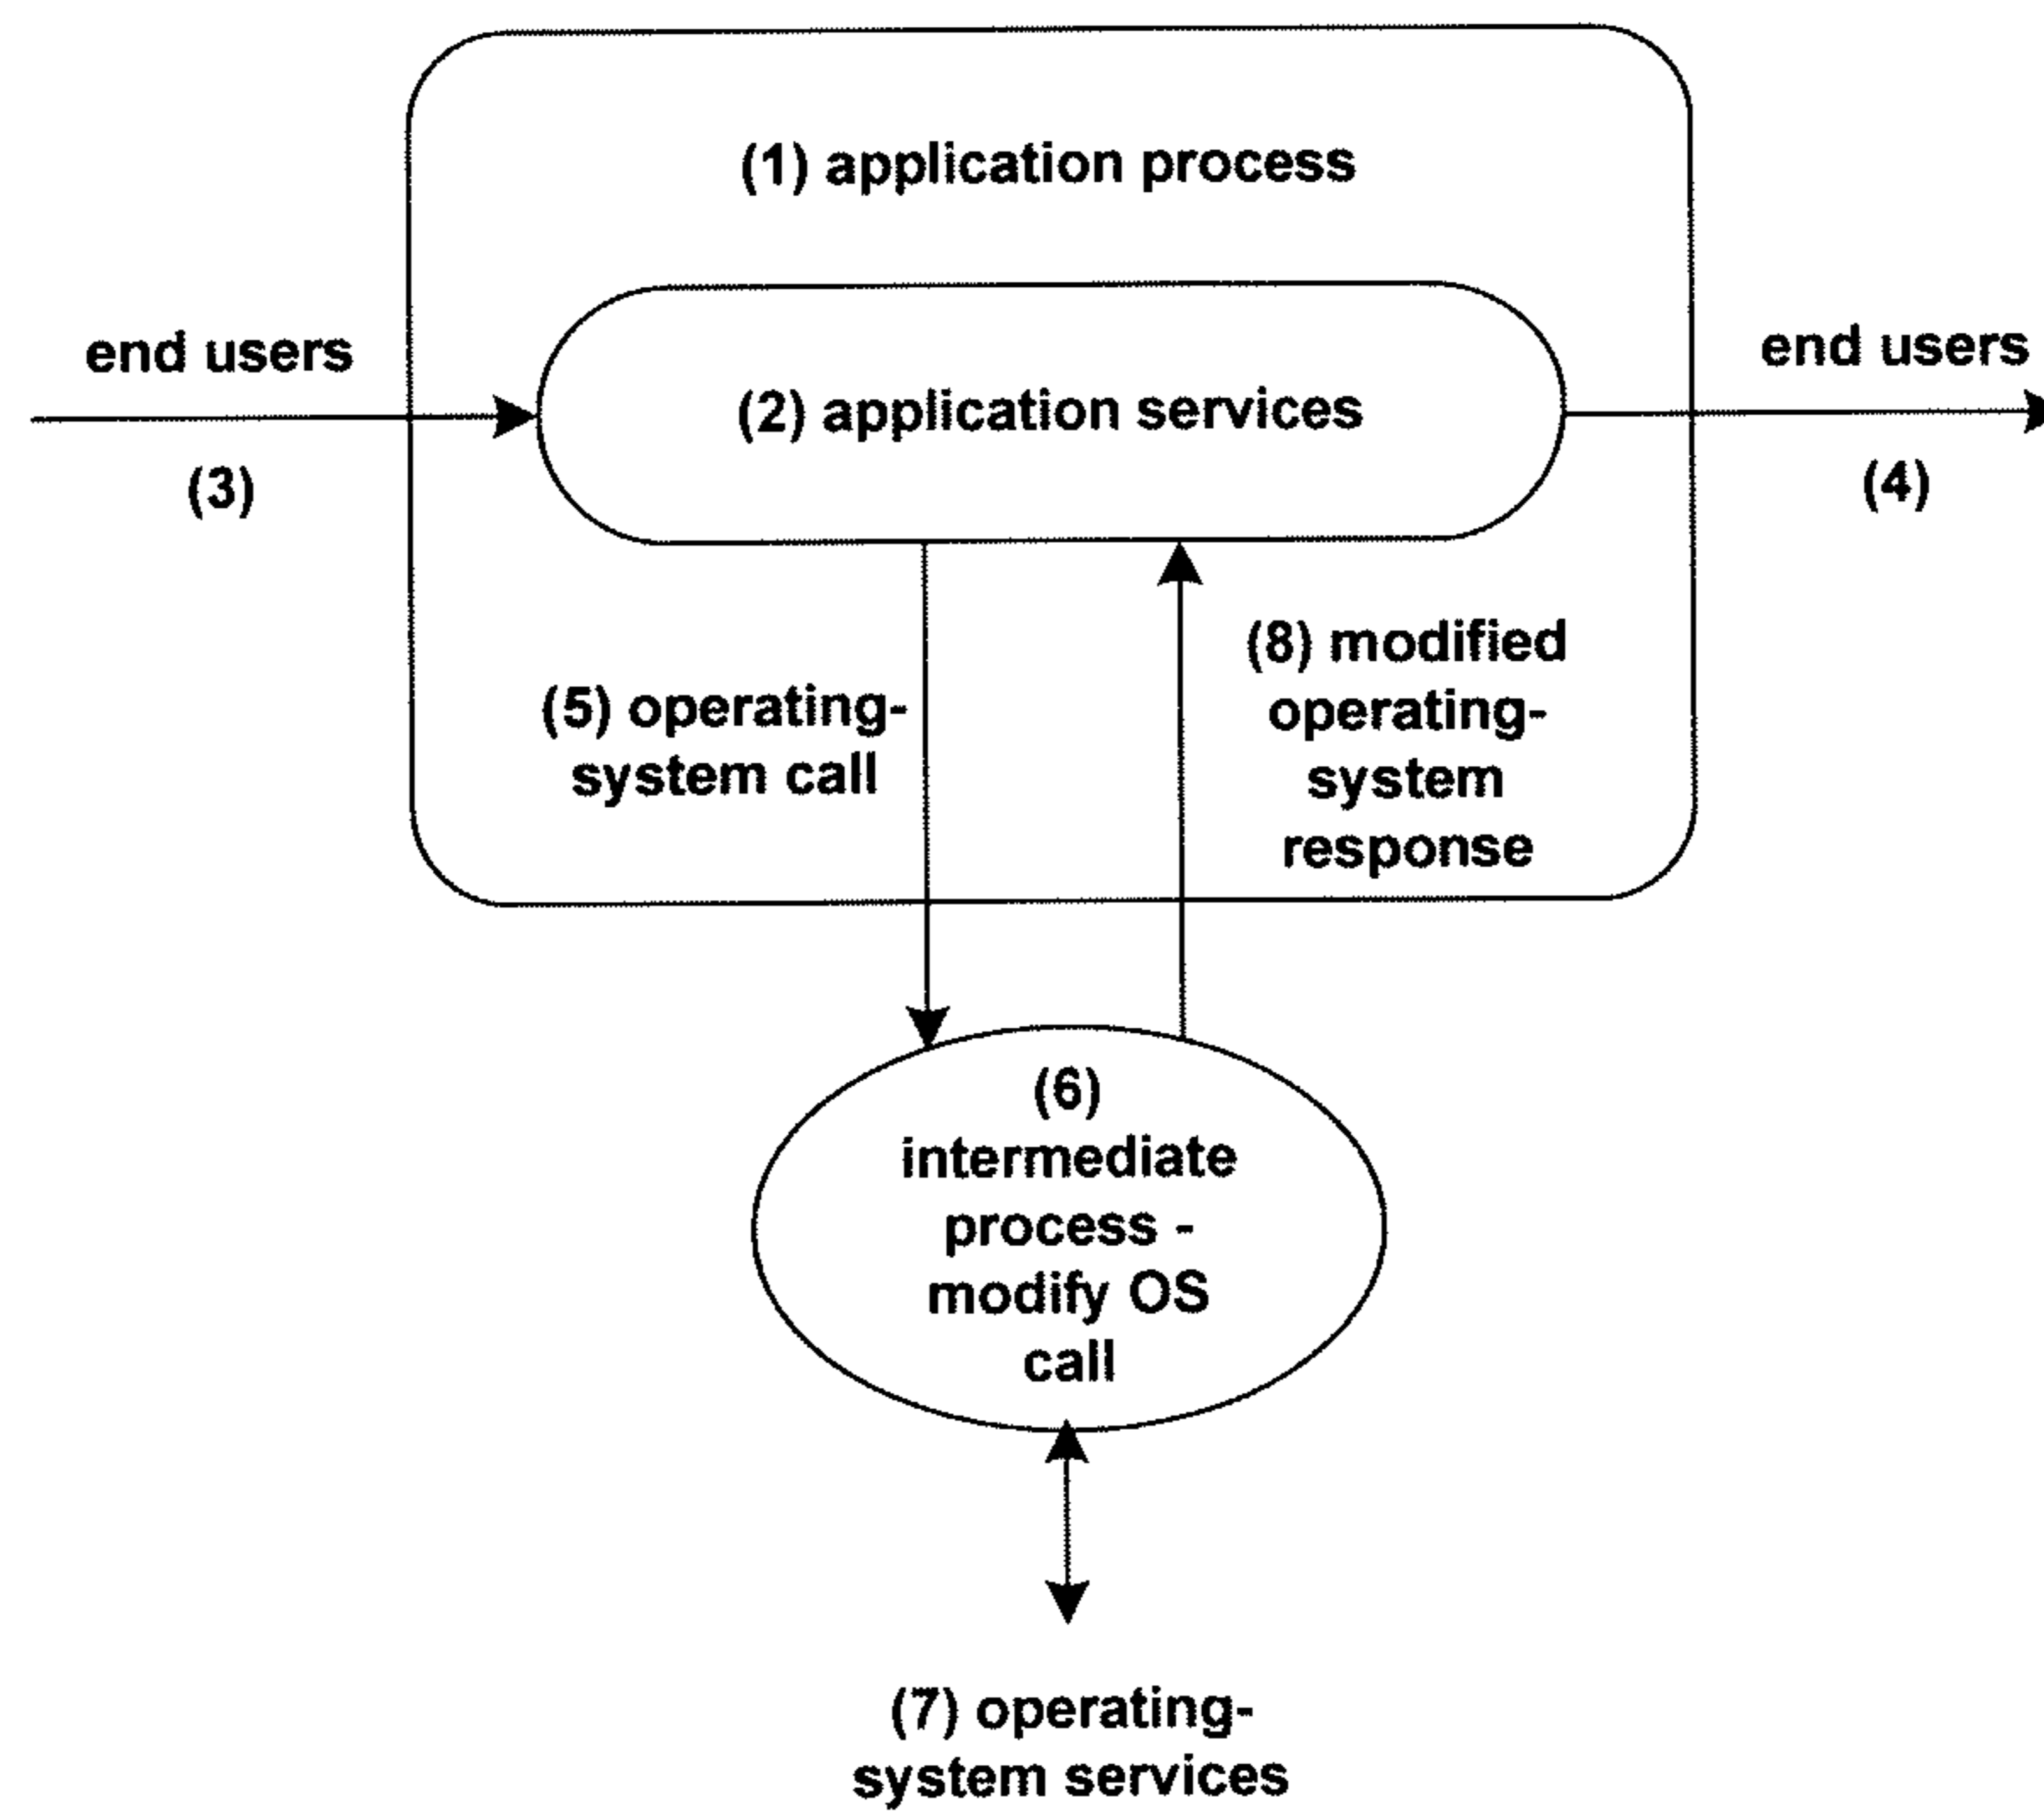 (1) application process
end users
(3)
(2) application services
end users
(4)
(5) operating-
system call
(8) modified
operating-
system
response
(6)
intermediate
process -
modify OS
call
(7) operating-
system services